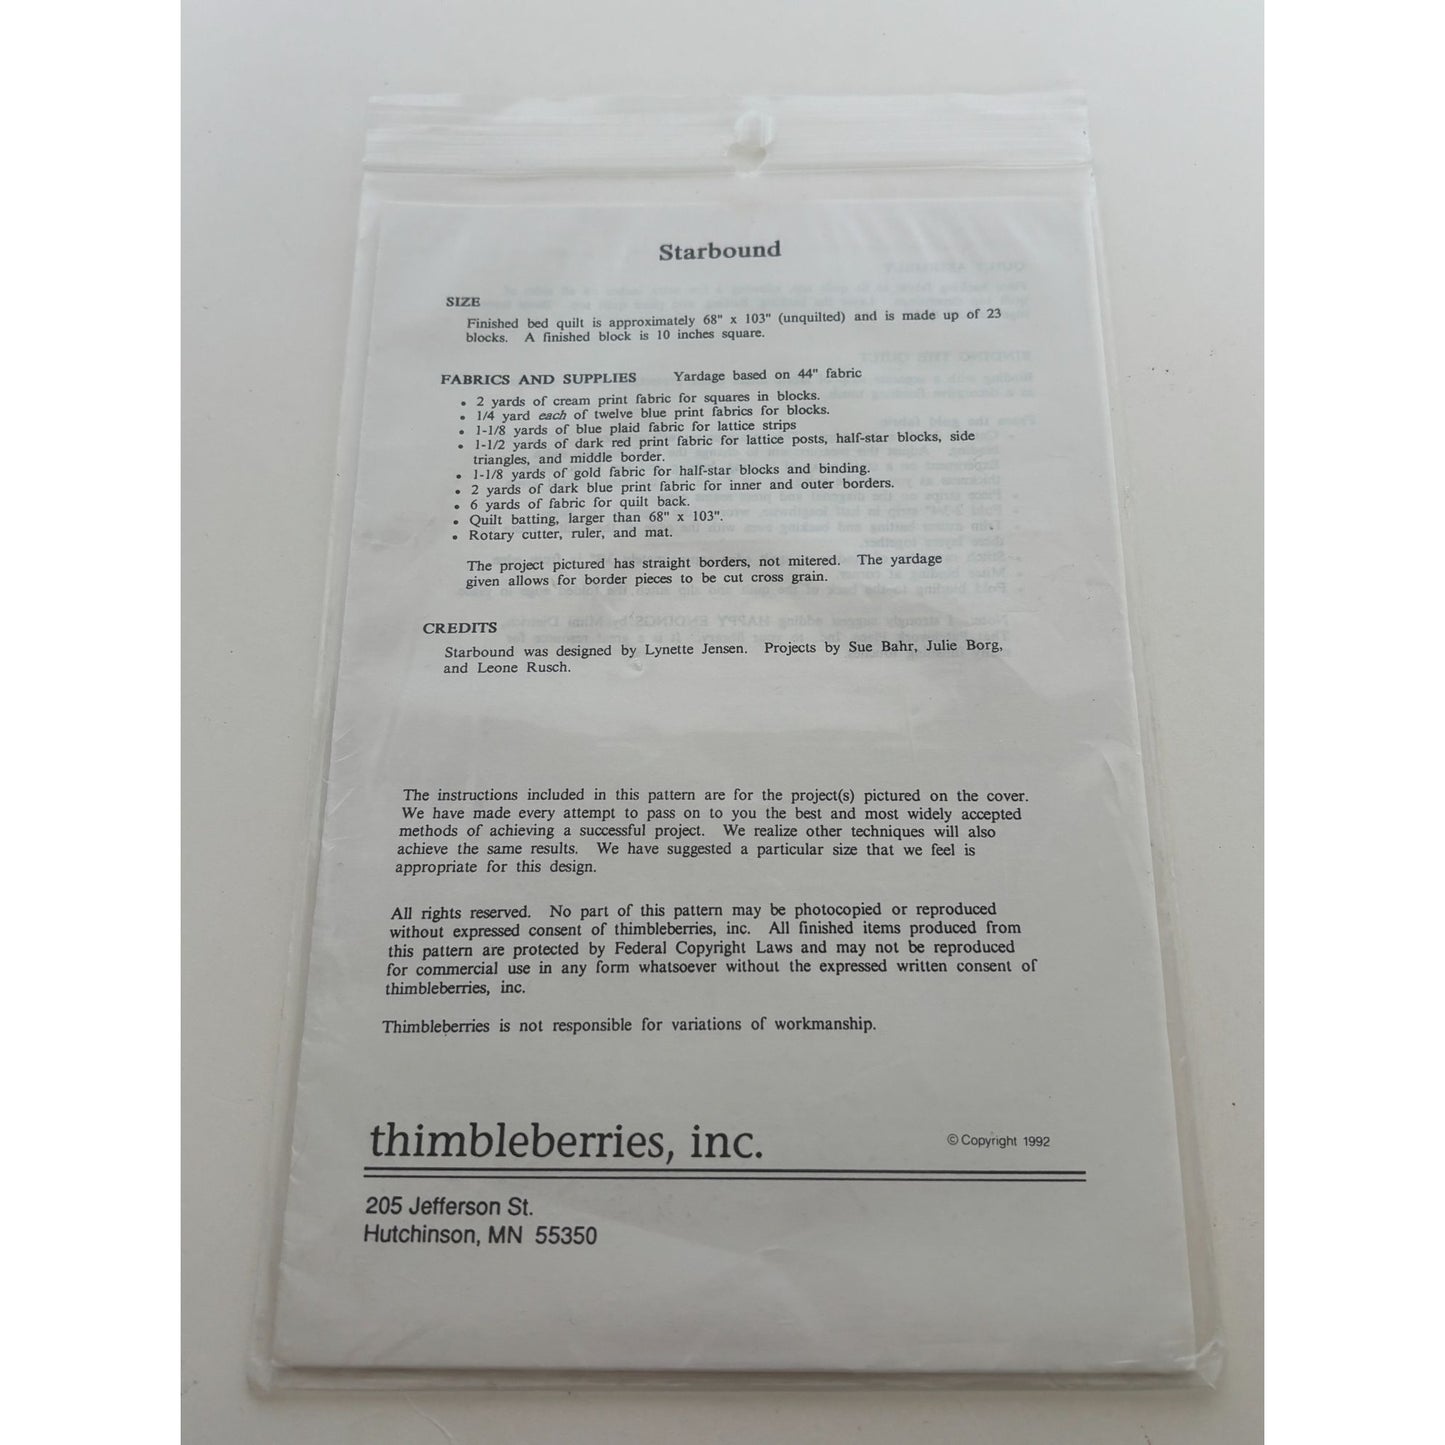 Starbound
SIZE
Finished bed quilt is approximately 68" x 103" (unquilted) and is made up of 23
blocks. A finished block is 10 inches square.
FABRICS AND SUPPLIES Yardage based on 44" fabric
• 2 yards of cream print fabric for squares in blocks.
• 1/4 yard each of twelve blue print fabrics for blocks.
• 1-1/8 yards of blue plaid fabric for lattice strips
• 1-1/2 yards of dark red print fabric for lattice posts, half-star blocks, side
triangles, and middle border.
• 1-1/8 yards of gold fabric for half-star blocks and binding.
• 2 yards of dark blue print fabric for inner and outer borders.
• 6 yards of fabric for quilt back.
• Quilt batting, larger than 68" x 103".
• Rotary cutter, ruler, and mat.
The project pictured has straight borders, not mitered. The yardage
given allows for border pieces to be cut cross grain.
CREDITS
Starbound was designed by Lynette Jensen. Projects by Sue Bahr, Julie Borg,
and Leone Rusch.
The instructions included in this pattern are for the project(s) pictured on the cover.
We have made every attempt to pass on to you the best and most widely accepted
methods of achieving a successful project. We realize other techniques will also
achieve the same results. We have suggested a particular size that we feel is
appropriate for this design.
All rights reserved. No part of this pattern may be photocopied or reproduced
without expressed consent of thimbleberries, inc. All finished items produced from
this pattern are protected by Federal Copyright Laws and may not be reproduced
for commercial use in any form whatsoever without the expressed written consent of
thimbleberries, inc.
Thimbleberries is not responsible for variations of workmanship.
thimbleberries, inc.
© Copyright 1992
205 Jefferson St.
Hutchinson, MN 55350